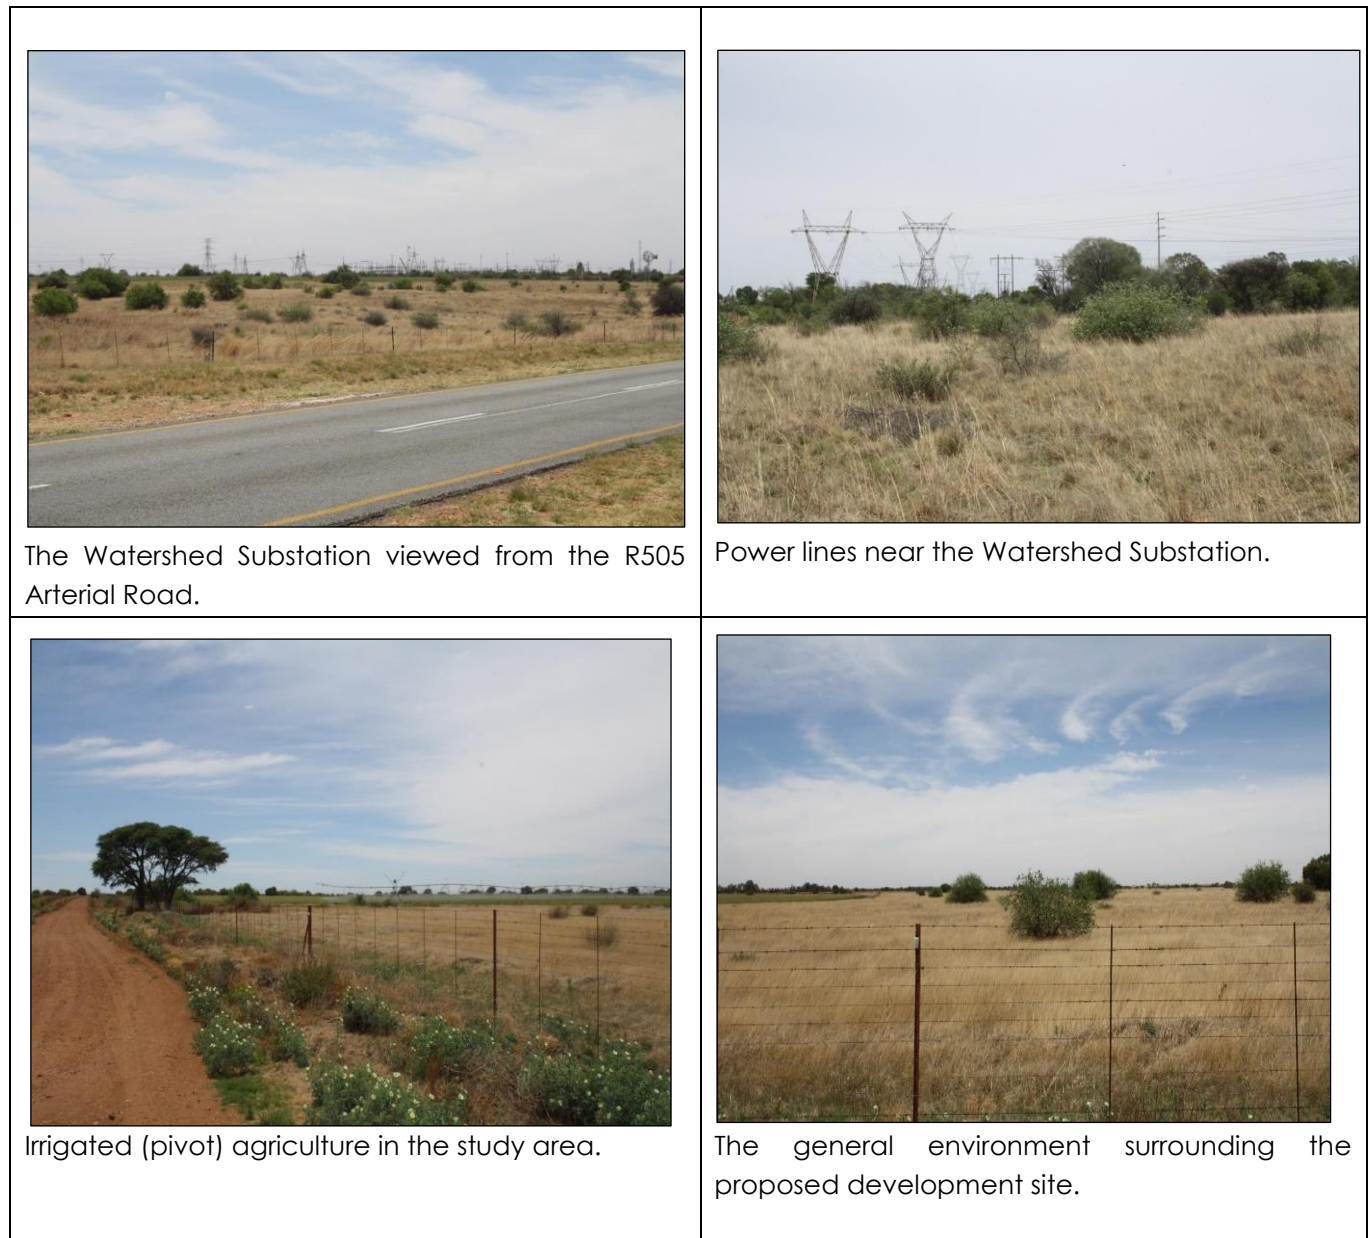 The Watershed Substation viewed from the R505
Arterial Road.
Power lines near the Watershed Substation.
Irrigated (pivot) agriculture in the study area.
The general environment surrounding the
proposed development site.